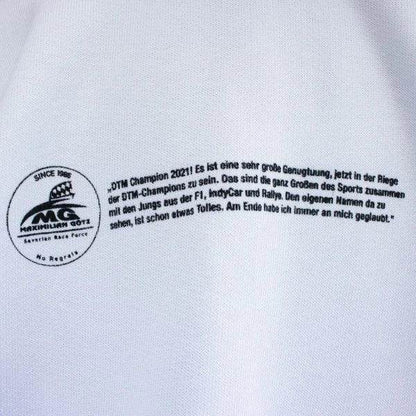 SINCE 1986
MG
MAXIMILIAN GÖTZ
Bavarian Race Force
No Regrets
„DTM Champion 2021! Es ist eine sehr große Genugtuung, jetzt in der Riege
der DTM-Champions zu sein. Das sind die ganz Großen des Sports zusammen
mit den Jungs aus der F1, IndyCar und Rallye. Den eigenen Namen da zu
sehen, ist schon etwas Tolles. Am Ende habe ich immer an mich geglaubt."